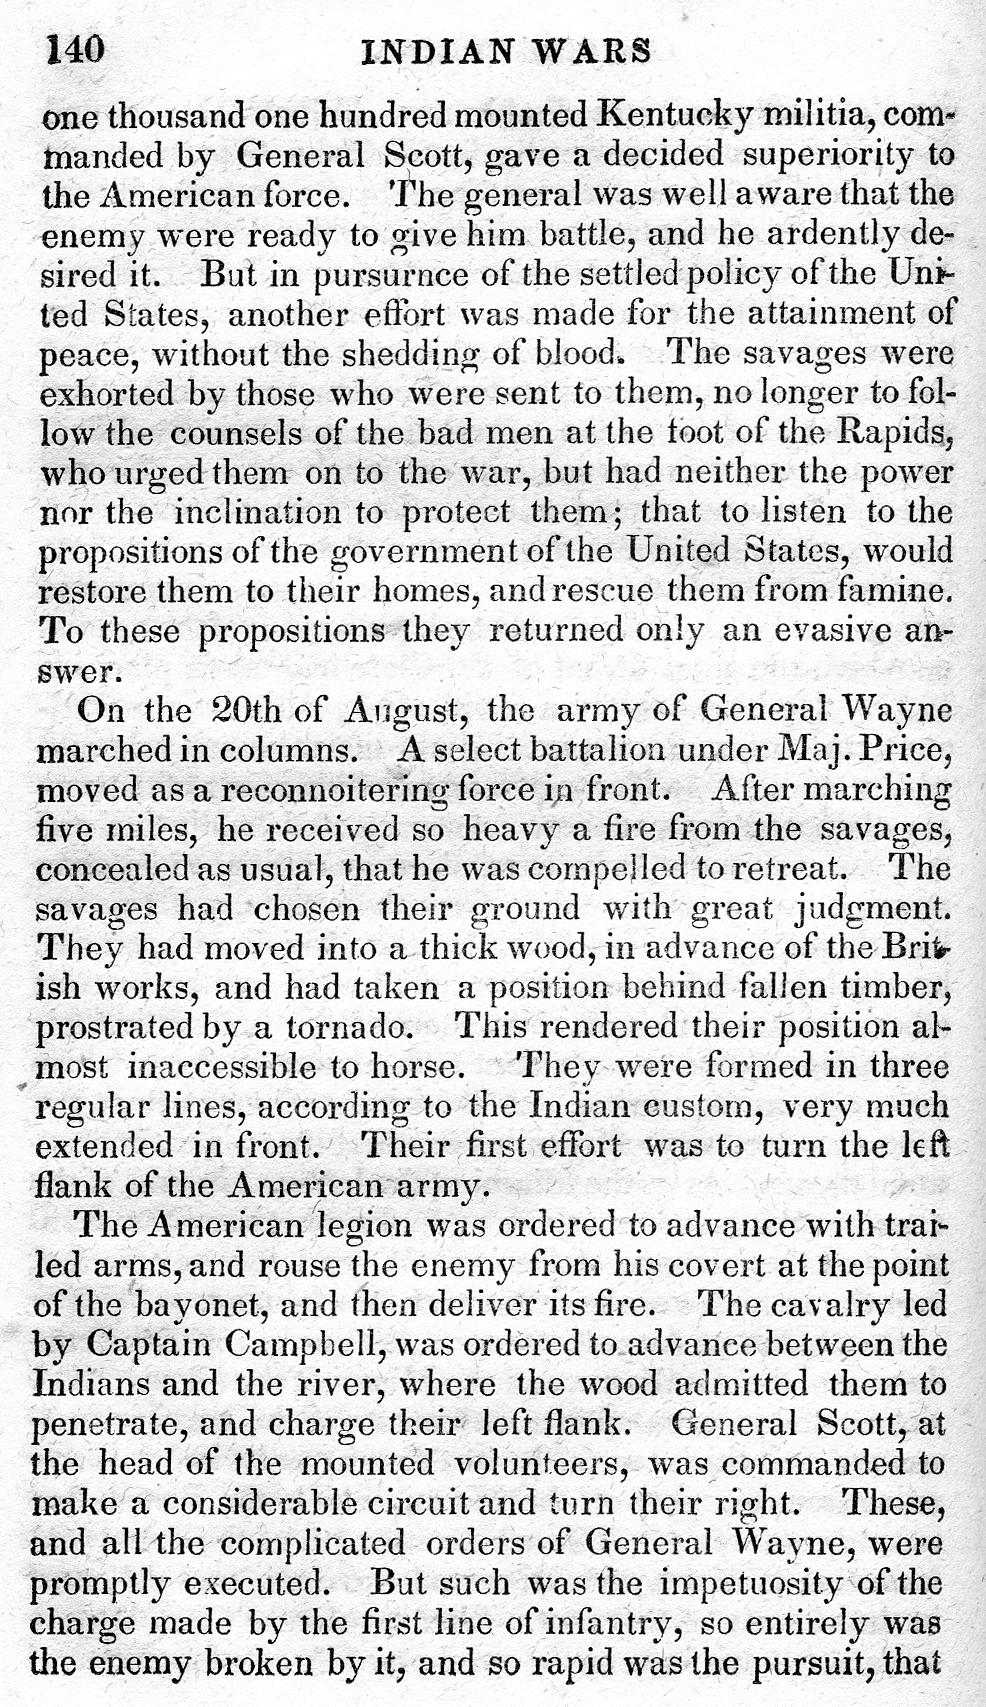 140 INDIAN WARS
one thousand one hundred mounted Kentucky militia, com-
manded by General Scott, gave a decided superiority to
the American force. The general was well aware that the
enemy were ready to give him battle, and he ardently de-
sired it. But in pursurnce of the settled policy of the Uni-
ted States, another effort was made for the attainment of
peace, without the shedding of blood. The savages were
exhorted by those who were sent to them, no longer to fol-
low the counsels of the bad men at the foot of the Rapids,
who urged them on to the war, but had neither the power
nor the inclination to protect them; that to listen to the
propositions of the government of the United States, would
restore them to their homes, and rescue them from famine.
To these propositions they returned only an evasive an-
swer.
On the 20th of August, the army of General Wayne
marched in columns. A select battalion under Maj. Price,
moved as a reconnoitering force in front. After marching
five miles, he received so heavy a fire from the savages,
concealed as usual, that he was compelled to retreat. The
savages had chosen their ground with great judgment.
They had moved into a thick wood, in advance of the Brit-
ish works, and had taken a position behind fallen timber,
prostrated by a tornado. This rendered their position al-
most inaccessible to horse. They were formed in three
regular lines, according to the Indian custom, very much
extended in front. Their first effort was to turn the left
flank of the American army.
The American legion was ordered to advance with trai-
led arms, and rouse the enemy from his covert at the point
of the bayonet, and then deliver its fire. The cavalry led
by Captain Campbell, was ordered to advance between the
Indians and the river, where the wood admitted them to
penetrate, and charge their left flank. General Scott, at
the head of the mounted volunteers, was commanded to
make a considerable circuit and turn their right. These,
and all the complicated orders of General Wayne, were
promptly executed. But such was the impetuosity of the
charge made by the first line of infantry, so entirely was
the enemy broken by it, and so rapid was the pursuit, that